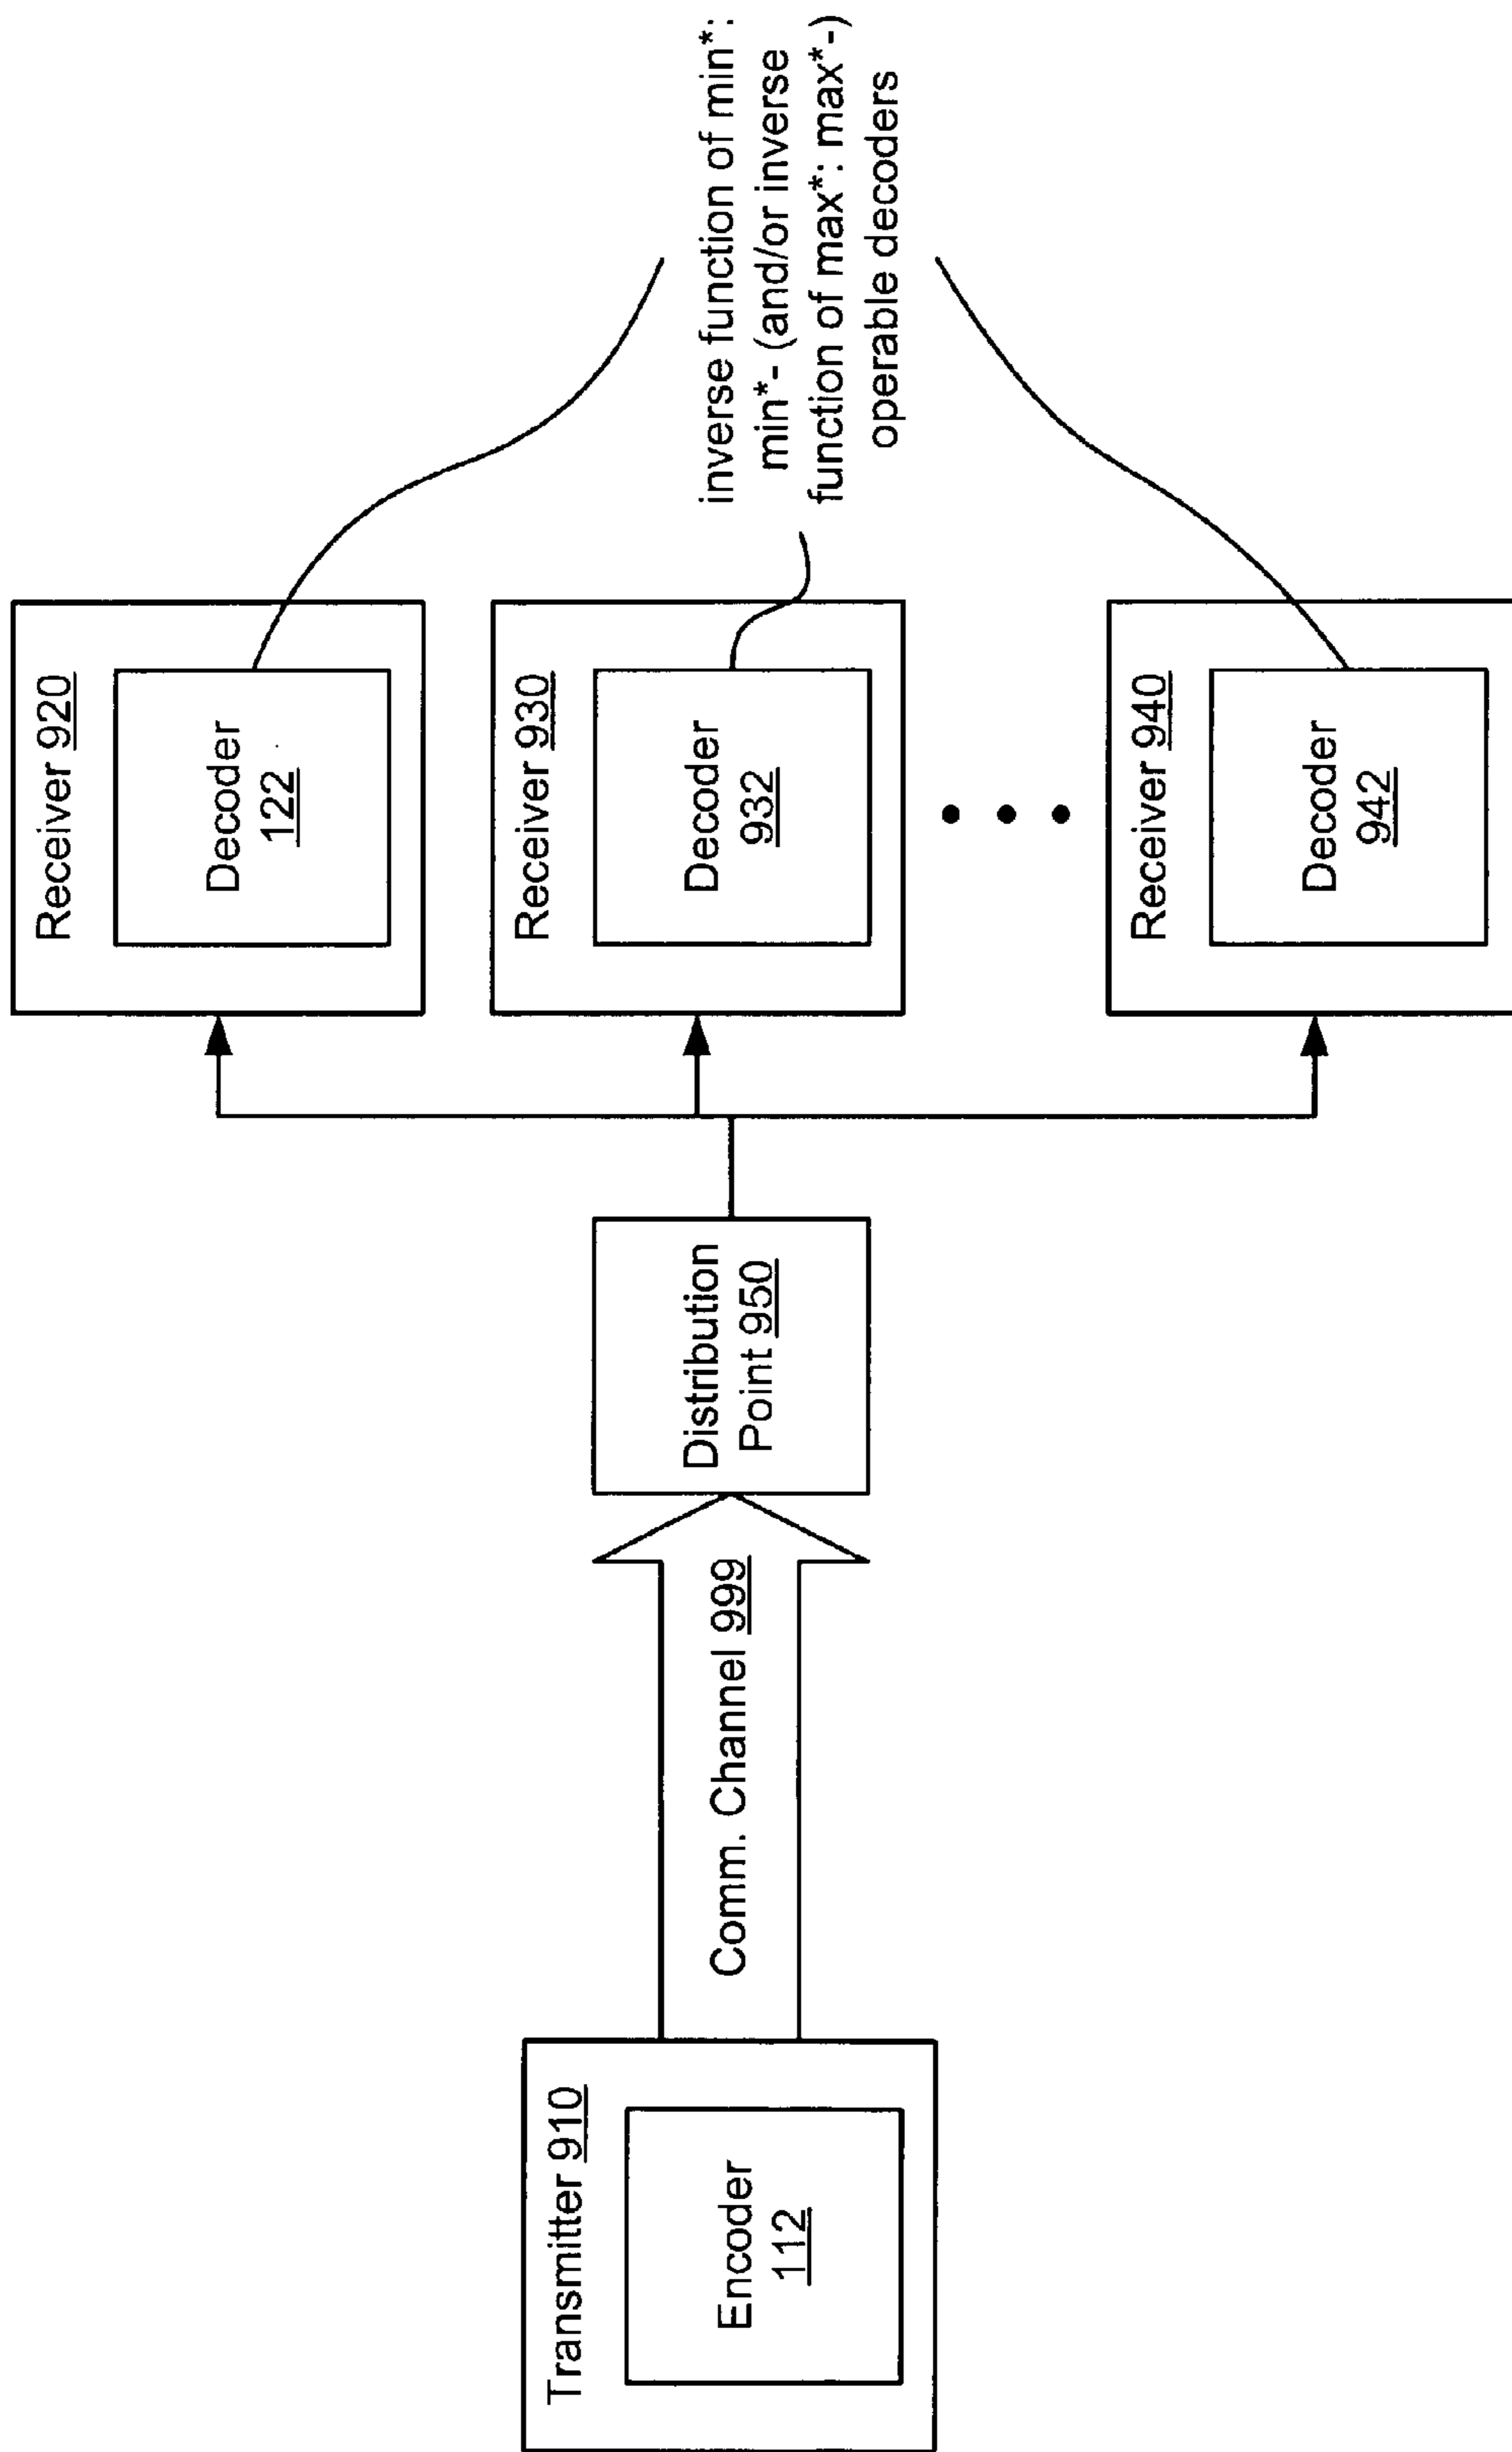 Transmitter 910
Encoder
112
Comm. Channel 999
Distribution
Point 950
Receiver 920
Decoder
122
Receiver 930
Decoder
932
Receiver 940
Decoder
942
inverse function of min*:
min*- (and/or inverse
function of max*: max*-)
operable decoders